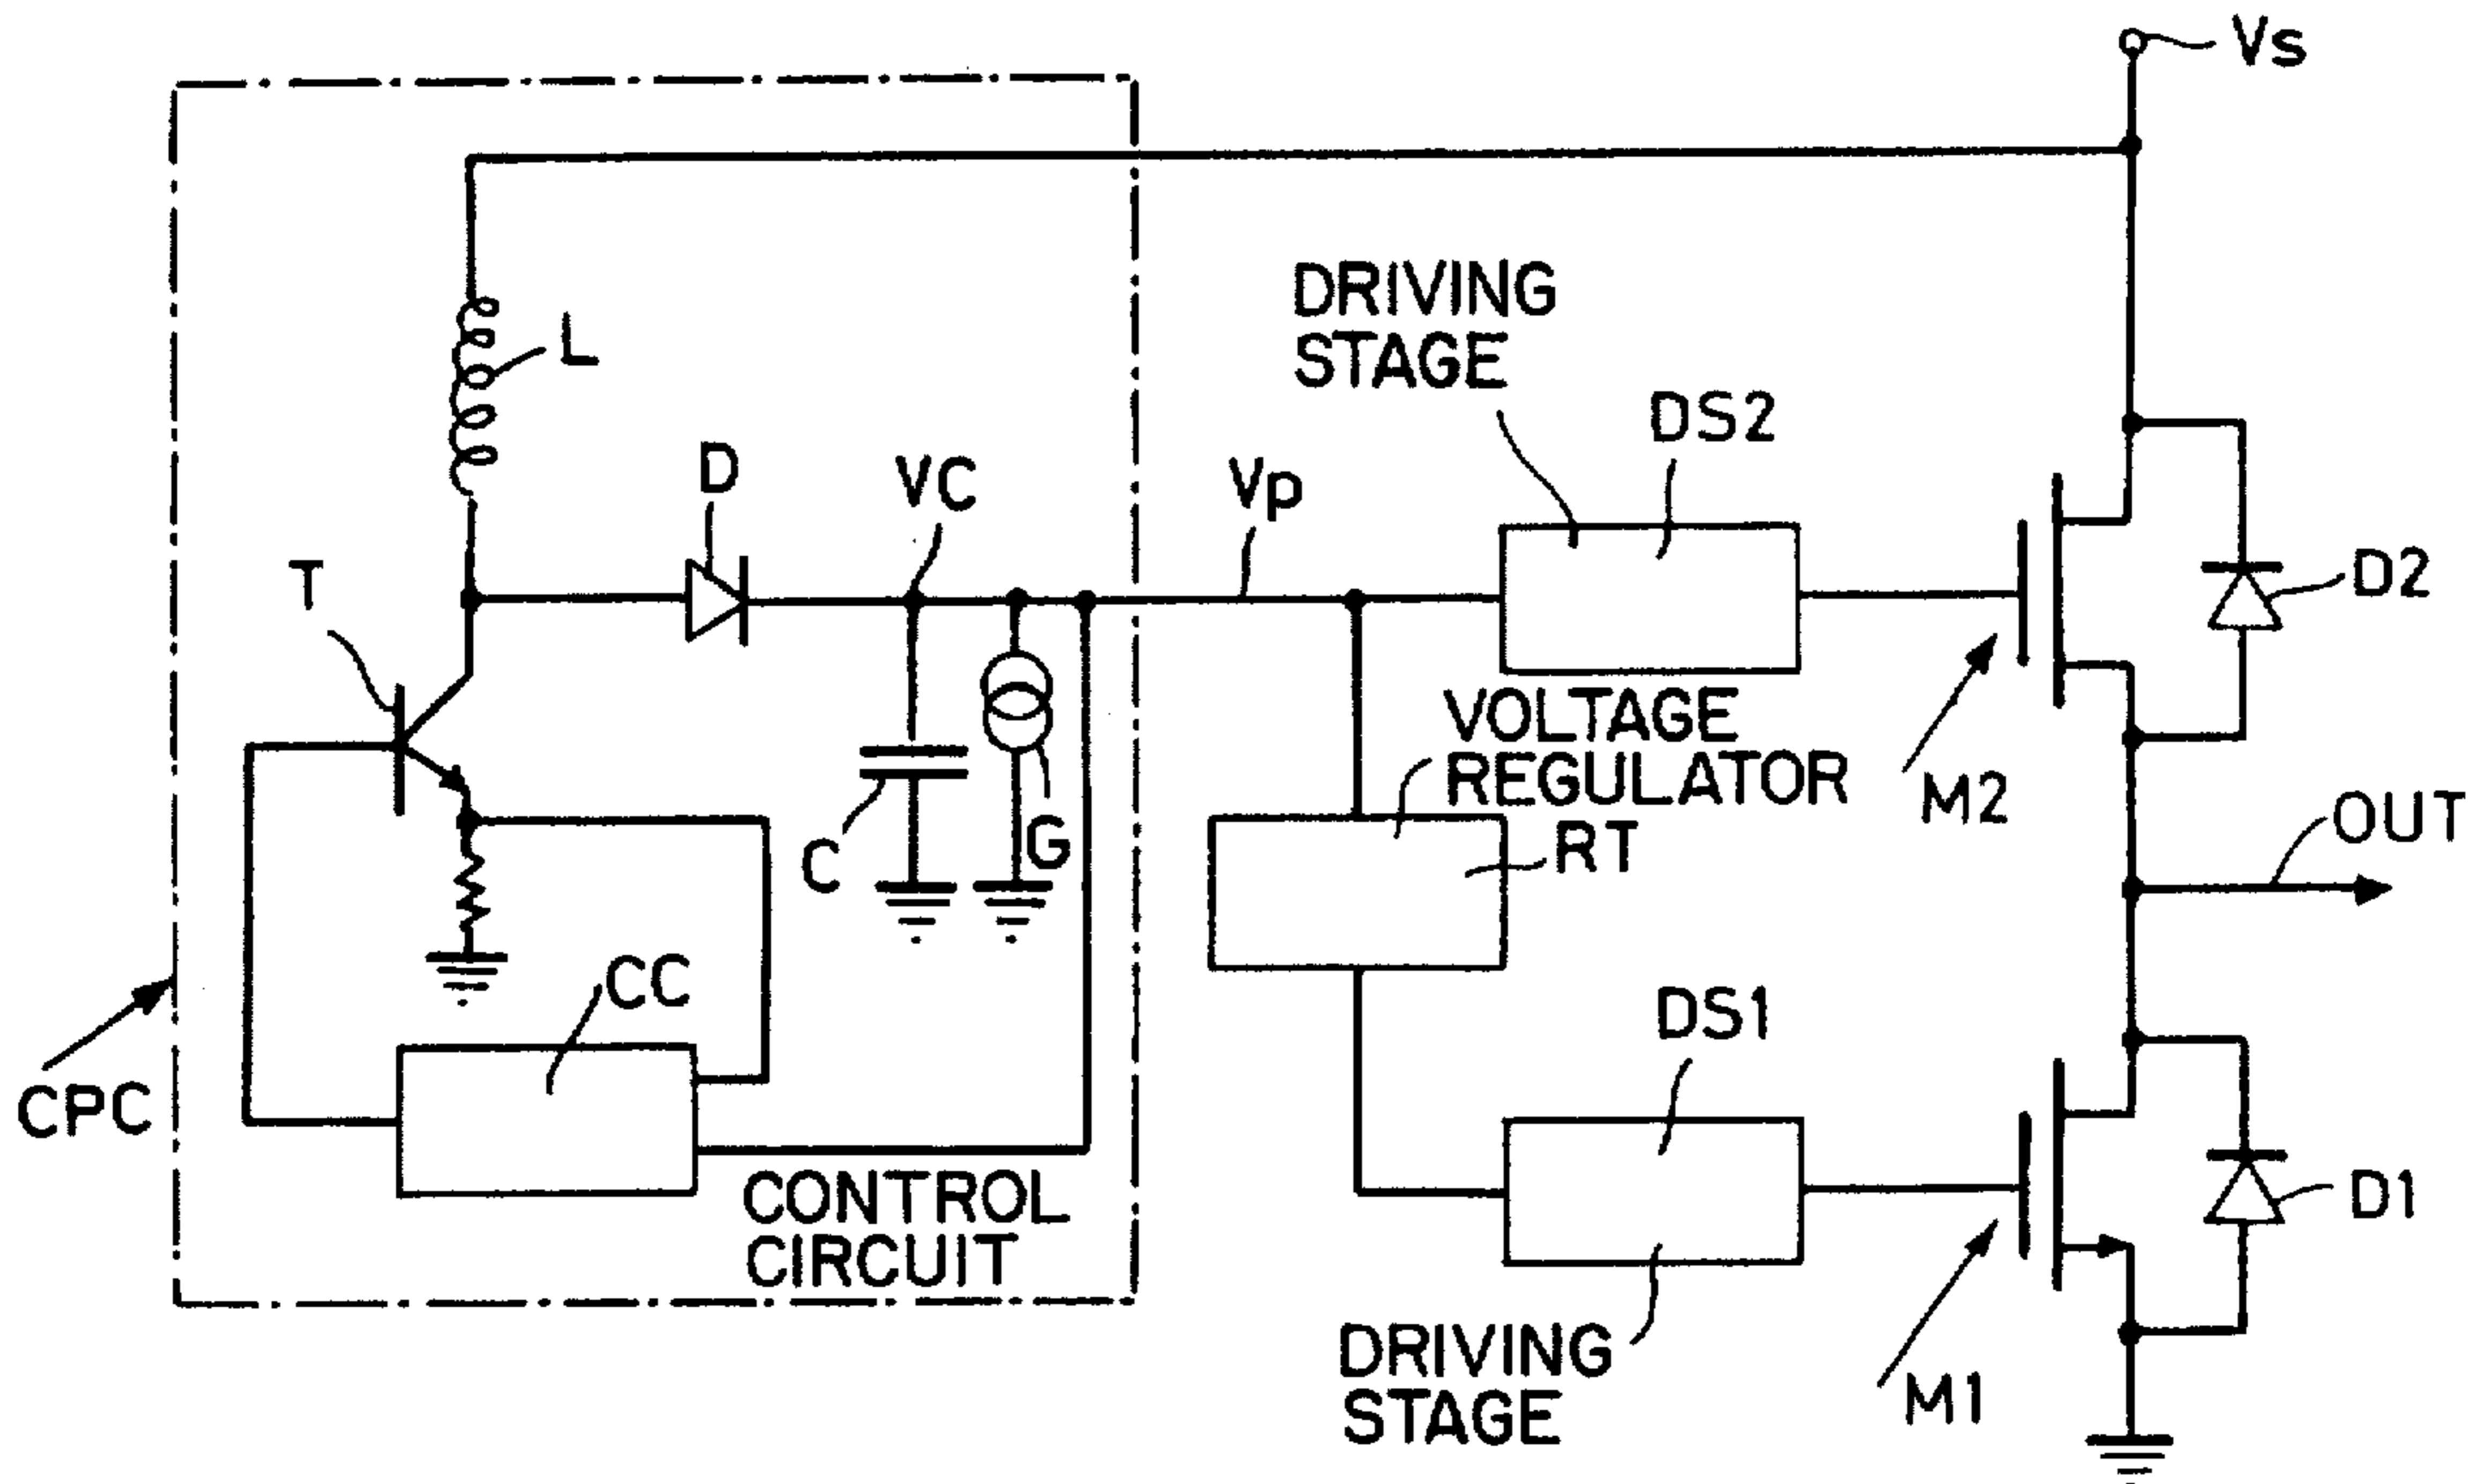 Vs
DRIVING
STAGE
L
DS2
D
VC
Vp
T
D2
VOLTAGE
REGULATOR
M2
OUT
C
G
RT
CC
DS1
CPC
CONTROL
CIRCUIT
D1
DRIVING
STAGE
M1